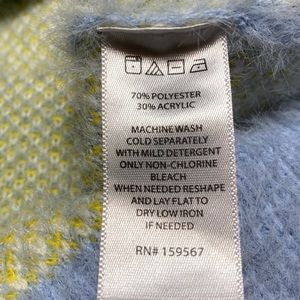 70% POLYESTER
30% ACRYLIC
MACHINE WASH
COLD SEPARATELY
WITH MILD DETERGENT
ONLY NON-CHLORINE
BLEACH
WHEN NEEDED RESHAPE
AND LAY FLAT TO
DRY LOW IRON
IF NEEDED
RN# 159567